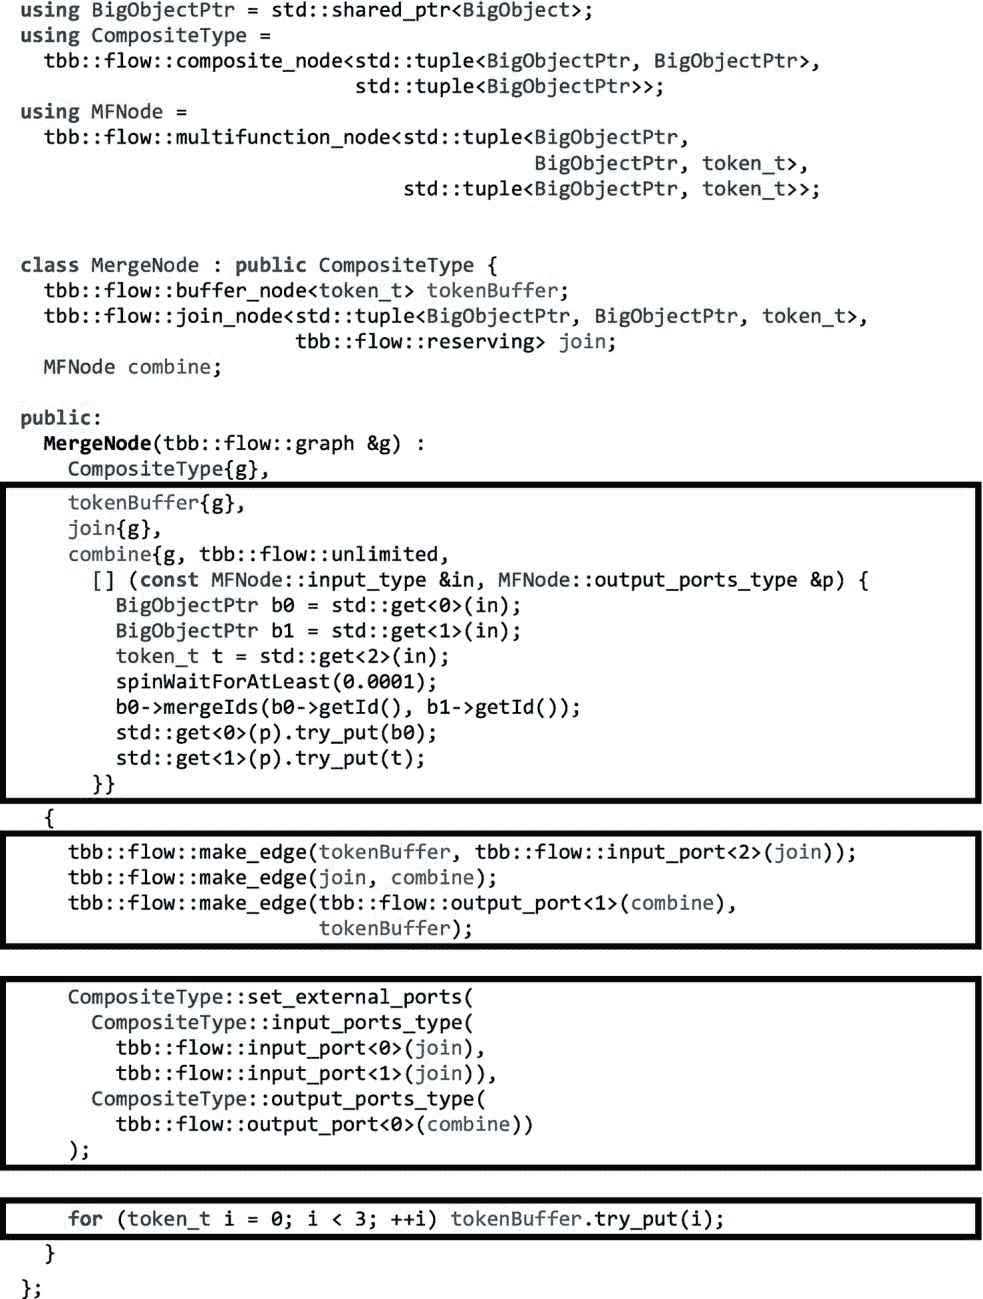 using BigObjectPtr = std::shared_ptr<BigObject>;
using CompositeType =
  tbb::flow::composite_node<std::tuple<BigObjectPtr, BigObjectPtr>,
                            std::tuple<BigObjectPtr>>;
using MFNode =
  tbb::flow::multifunction_node<std::tuple<BigObjectPtr,
                                           BigObjectPtr, token_t>,
                                std::tuple<BigObjectPtr, token_t>>;
class MergeNode : public CompositeType {
  tbb::flow::buffer_node<token_t> tokenBuffer;
  tbb::flow::join_node<std::tuple<BigObjectPtr, BigObjectPtr, token_t>,
                       tbb::flow::reserving> join;
  MFNode combine;
public:
  MergeNode(tbb::flow::graph &g) :
    CompositeType{g},
    tokenBuffer{g},
    join{g},
    combine{g, tbb::flow::unlimited,
      [] (const MFNode::input_type &in, MFNode::output_ports_type &p) {
        BigObjectPtr b0 = std::get<0>(in);
        BigObjectPtr b1 = std::get<1>(in);
        token_t t = std::get<2>(in);
        spinWaitForAtLeast(0.0001);
        b0->mergeIds(b0->getId(), b1->getId());
        std::get<0>(p).try_put(b0);
        std::get<1>(p).try_put(t);
      }}
  {
    tbb::flow::make_edge(tokenBuffer, tbb::flow::input_port<2>(join));
    tbb::flow::make_edge(join, combine);
    tbb::flow::make_edge(tbb::flow::output_port<1>(combine),
                         tokenBuffer);
    CompositeType::set_external_ports(
      CompositeType::input_ports_type(
        tbb::flow::input_port<0>(join),
        tbb::flow::input_port<1>(join)),
      CompositeType::output_ports_type(
        tbb::flow::output_port<0>(combine))
    );
    for (token_t i = 0; i < 3; ++i) tokenBuffer.try_put(i);
  }
};